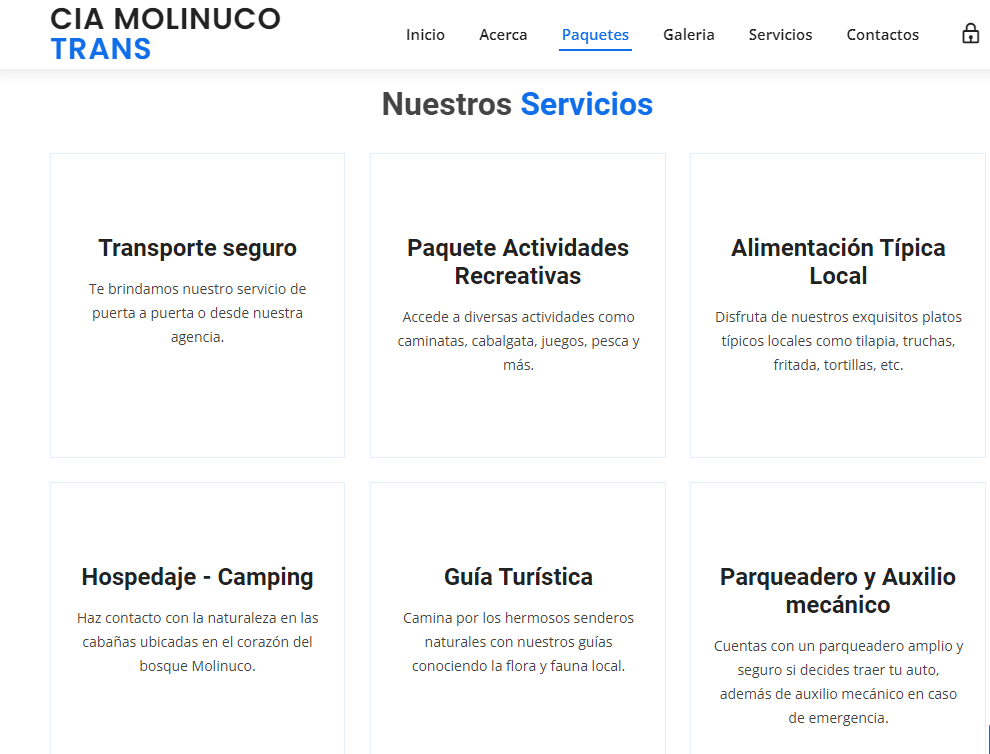 CIA MOLINUCO
TRANS
Inicio Acerca Paquetes Galeria Servicios Contactos
Nuestros Servicios
Transporte seguro
Te brindamos nuestro servicio de
puerta a puerta o desde nuestra
agencia.
Paquete Actividades
Recreativas
Accede a diversas actividades como
caminatas, cabalgata, juegos, pesca y
más.
Alimentación Típica
Local
Disfruta de nuestros exquisitos platos
típicos locales como tilapia, truchas,
fritada, tortillas, etc.
Hospedaje - Camping
Haz contacto con la naturaleza en las
cabañas ubicadas en el corazón del
bosque Molinuco.
Guía Turística
Camina por los hermosos senderos
naturales con nuestros guías
conociendo la flora y fauna local.
Parqueadero y Auxilio
mecánico
Cuentas con un parqueadero amplio y
seguro si decides traer tu auto,
además de auxilio mecánico en caso
de emergencia.